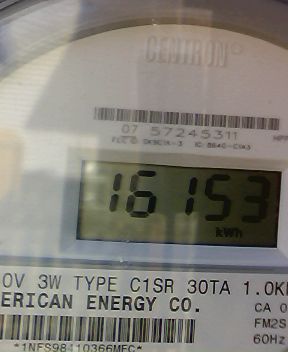 CENTRON®
07 57245311
16153
kWh
0V 3W TYPE C1SR 30TA 1.0K
ERICAN ENERGY CO.
CA 0
FM2S
60Hz